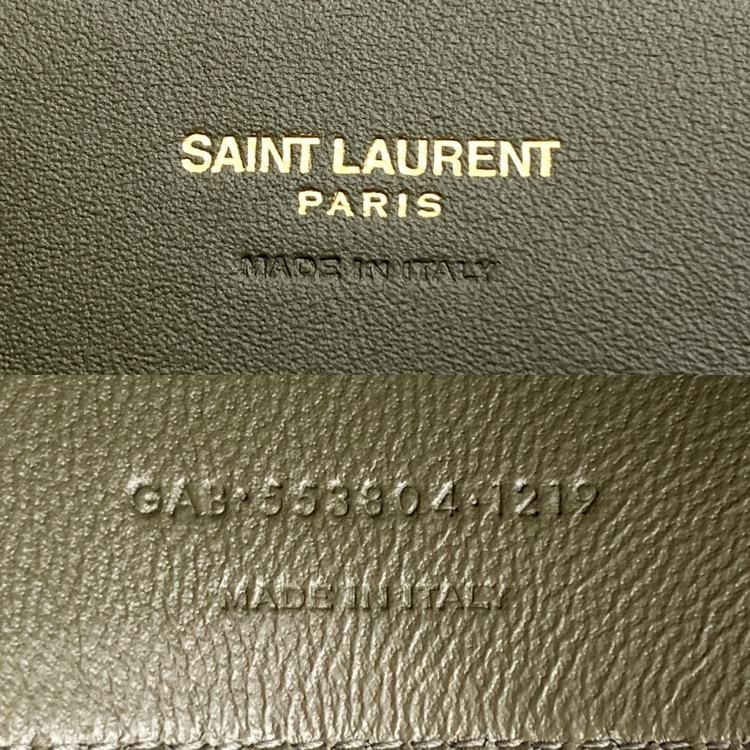 SAINT LAURENT
PARIS
MADE IN ITALY
GAB·553804·1219
MADE IN ITALY